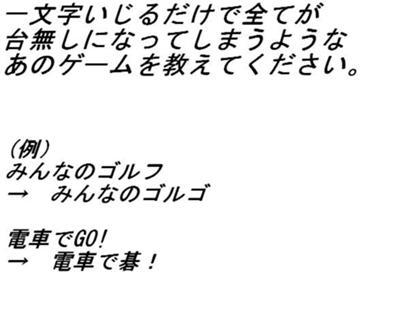 一文字いじるだけで全てが
台無しになってしまうような
あのゲームを教えてください。
(例)
みんなのゴルフ
→ みんなのゴルゴ
電車でGO!
→ 電車で碁!